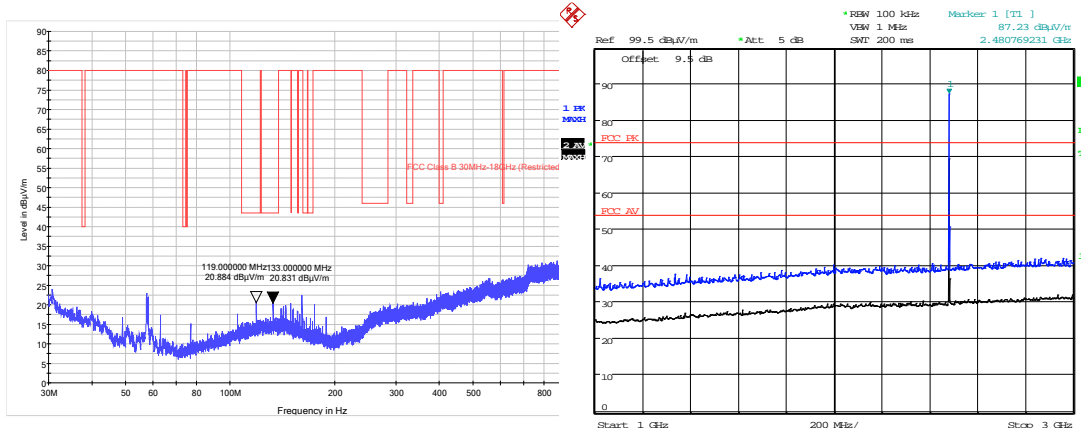 90
85
80
75
70
65
60
55
50
45
40
35
30
25
20
15
10
5
0
Level in dBµV/m
FCC Class B 30MHz-18GHz (Restricted
119.000000 MHz
20.884 dBµV/m
133.000000 MHz
20.831 dBµV/m
30M 50 60 80 100M 200 300 400 500 800
Frequency in Hz
R S
*RBW 100 kHz Marker 1 [T1 ]
VBW 1 MHz 87.23 dBµV/m
Ref 99.5 dBµV/m *Att 5 dB SWT 200 ms 2.480769231 GHz
Offset 9.5 dB
1 PK
MAXH
2 AV *
MAXH
1
90
80
FCC PK
70
60
FCC AV
50
40
30
20
10
0
Start 1 GHz 200 MHz/ Stop 3 GHz